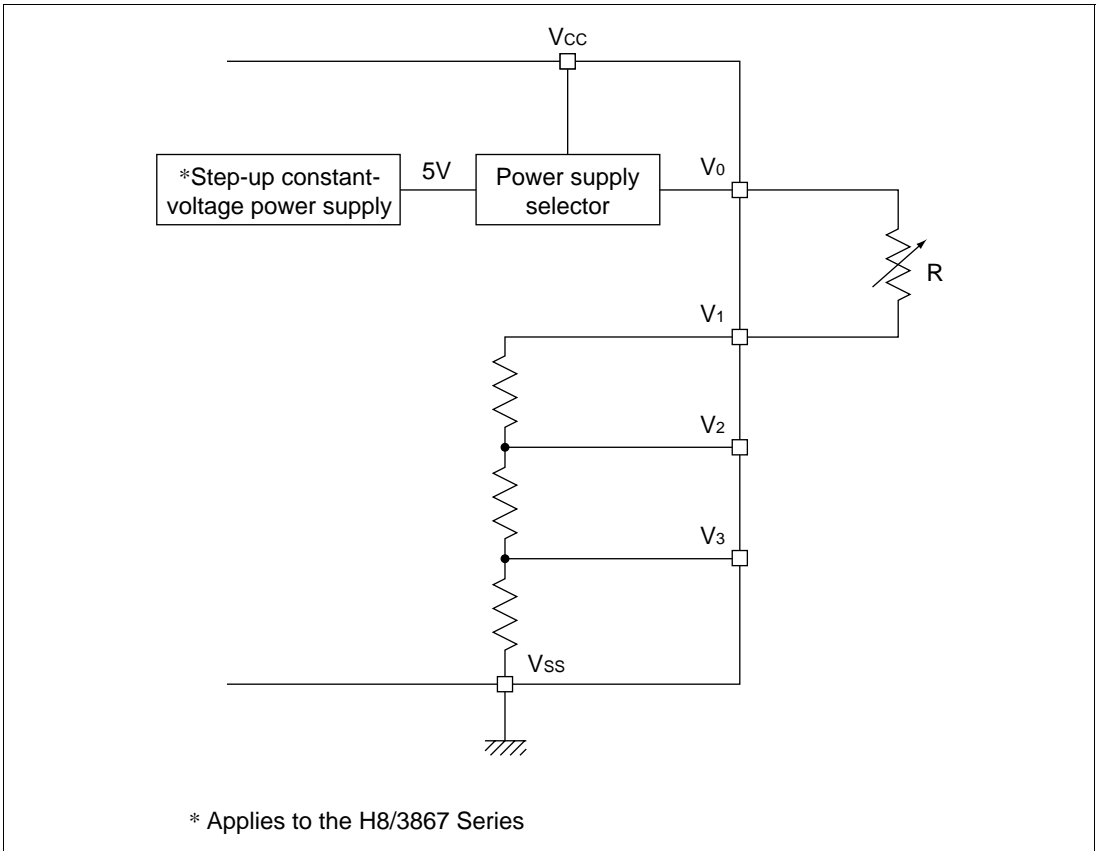 Vcc
*Step-up constant-
voltage power supply
5V
Power supply
selector
V0
R
V1
V2
V3
Vss
* Applies to the H8/3867 Series